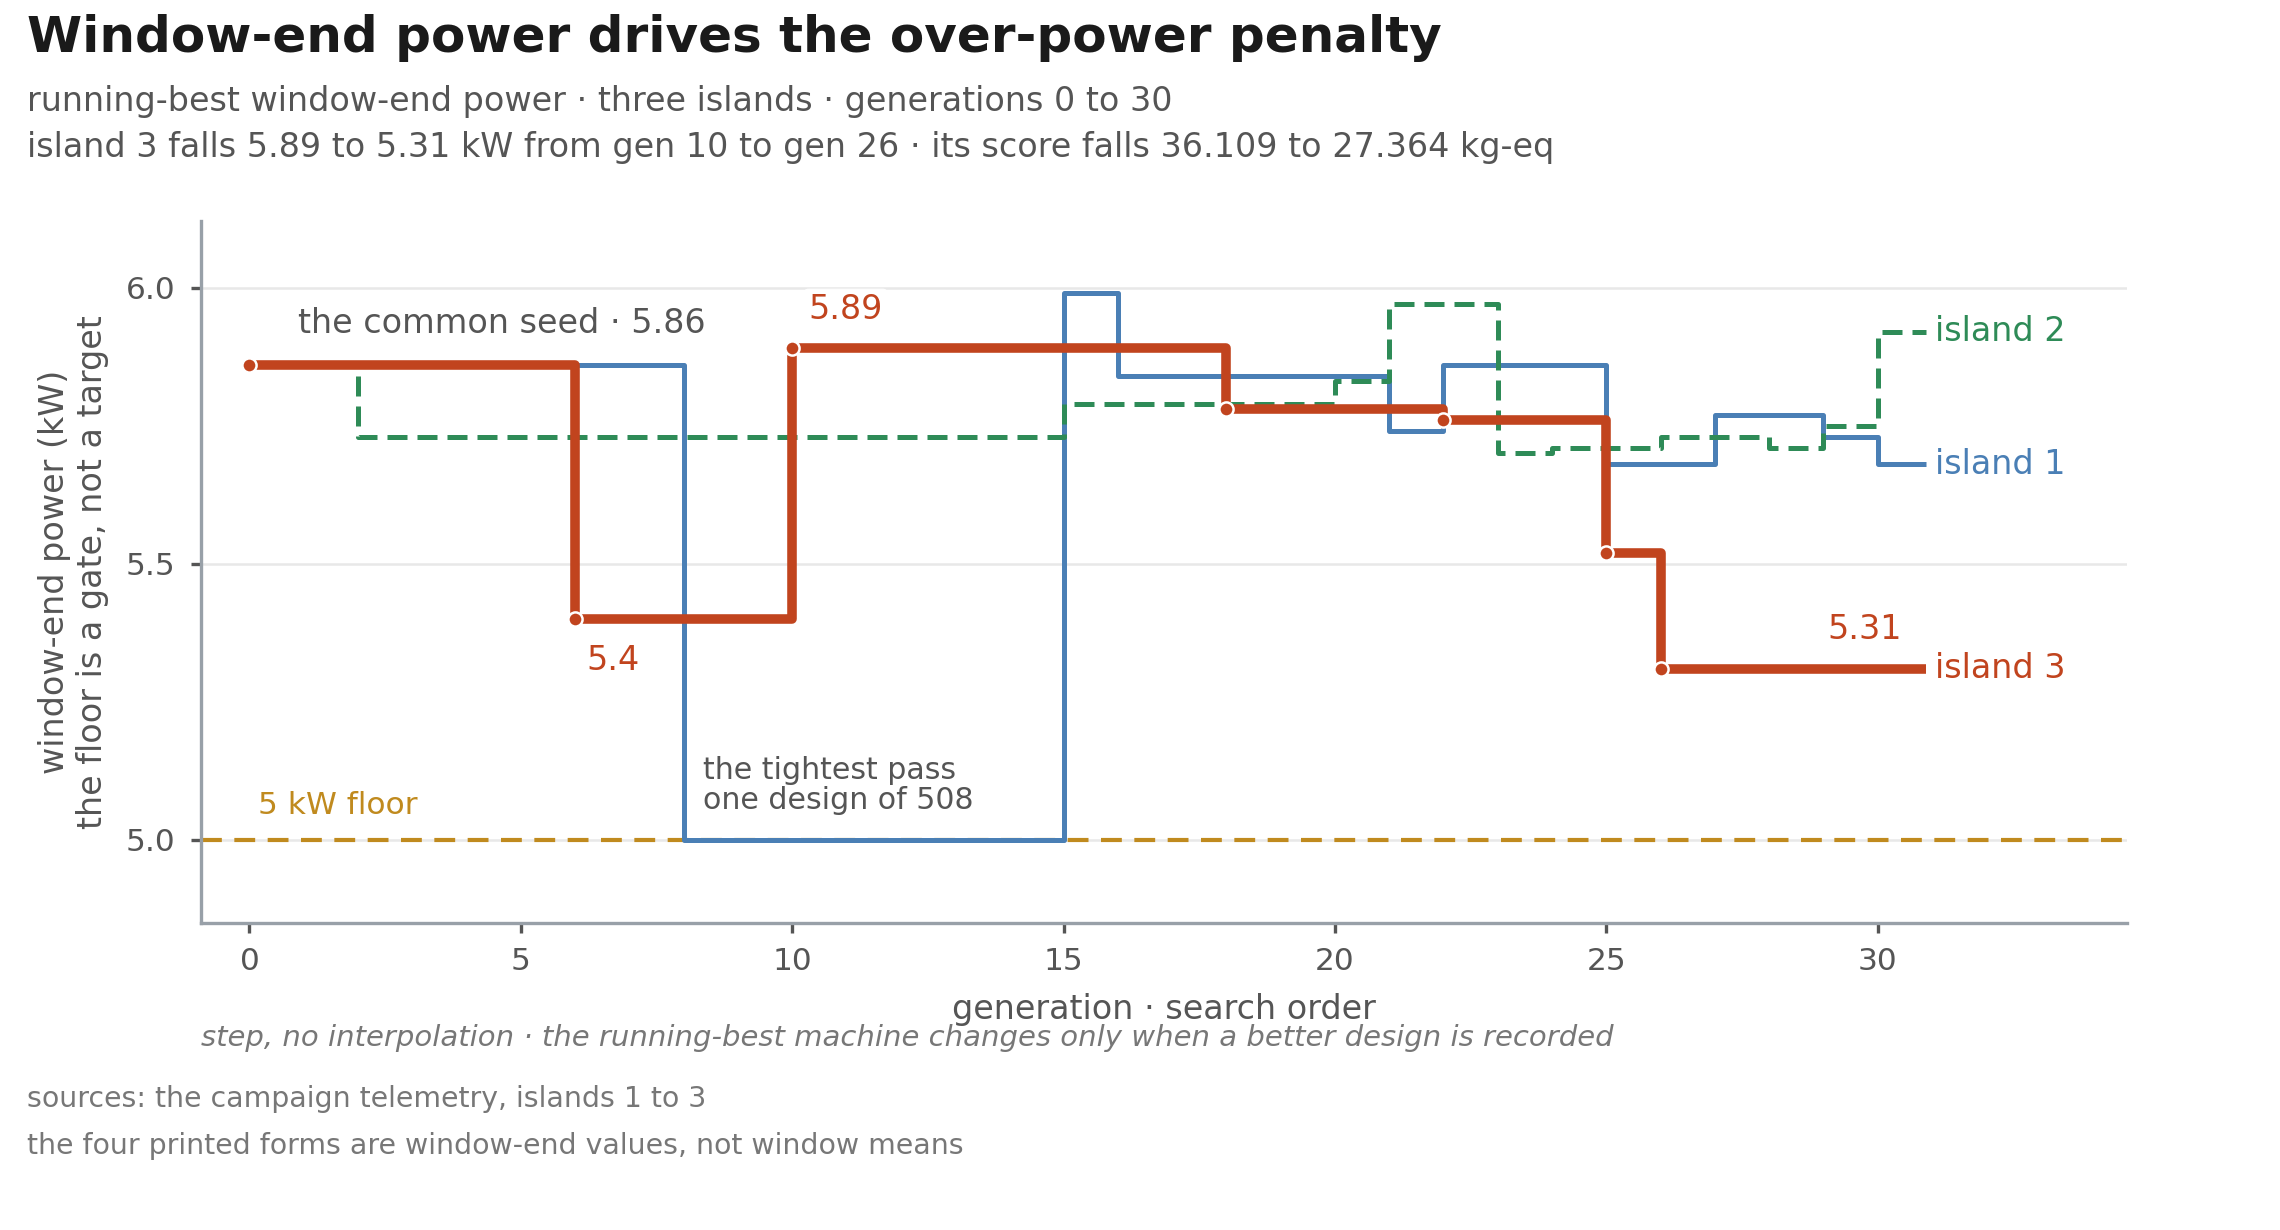 Window-end power drives the over-power penalty
running-best window-end power · three islands · generations 0 to 30
island 3 falls 5.89 to 5.31 kW from gen 10 to gen 26 · its score falls 36.109 to 27.364 kg-eq
window-end power (kW)
the floor is a gate, not a target
6.0
5.5
5.0
the common seed · 5.86
5.89
5.4
5.31
island 2
island 1
island 3
the tightest pass
one design of 508
5 kW floor
0
5
10
15
20
25
30
generation · search order
step, no interpolation · the running-best machine changes only when a better design is recorded
sources: the campaign telemetry, islands 1 to 3
the four printed forms are window-end values, not window means